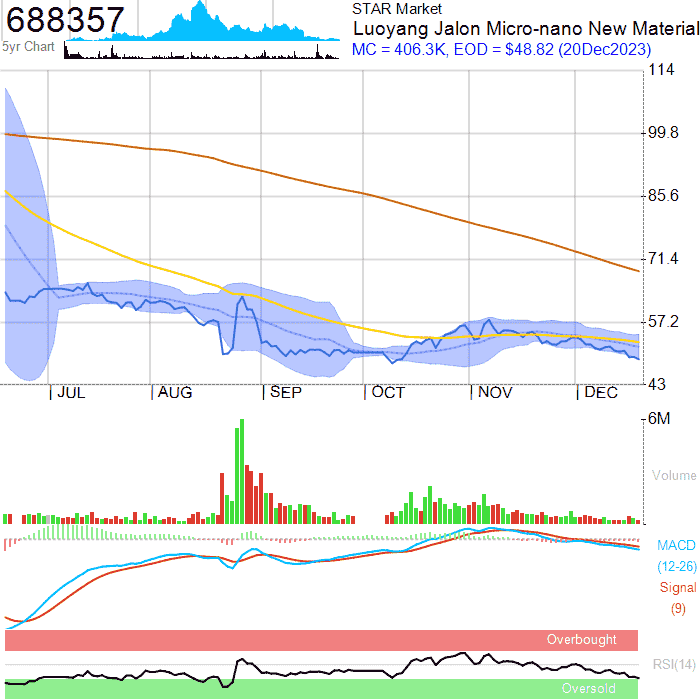 688357
5yr Chart
STAR Market
Luoyang Jalon Micro-nano New Material
MC = 406.3K, EOD = $48.82 (20Dec2023)
114
99.8
85.6
71.4
57.2
43
JUL AUG SEP OCT NOV DEC
6M
Volume
MACD
(12-26)
Signal
(9)
Overbought
RSI(14)
Oversold